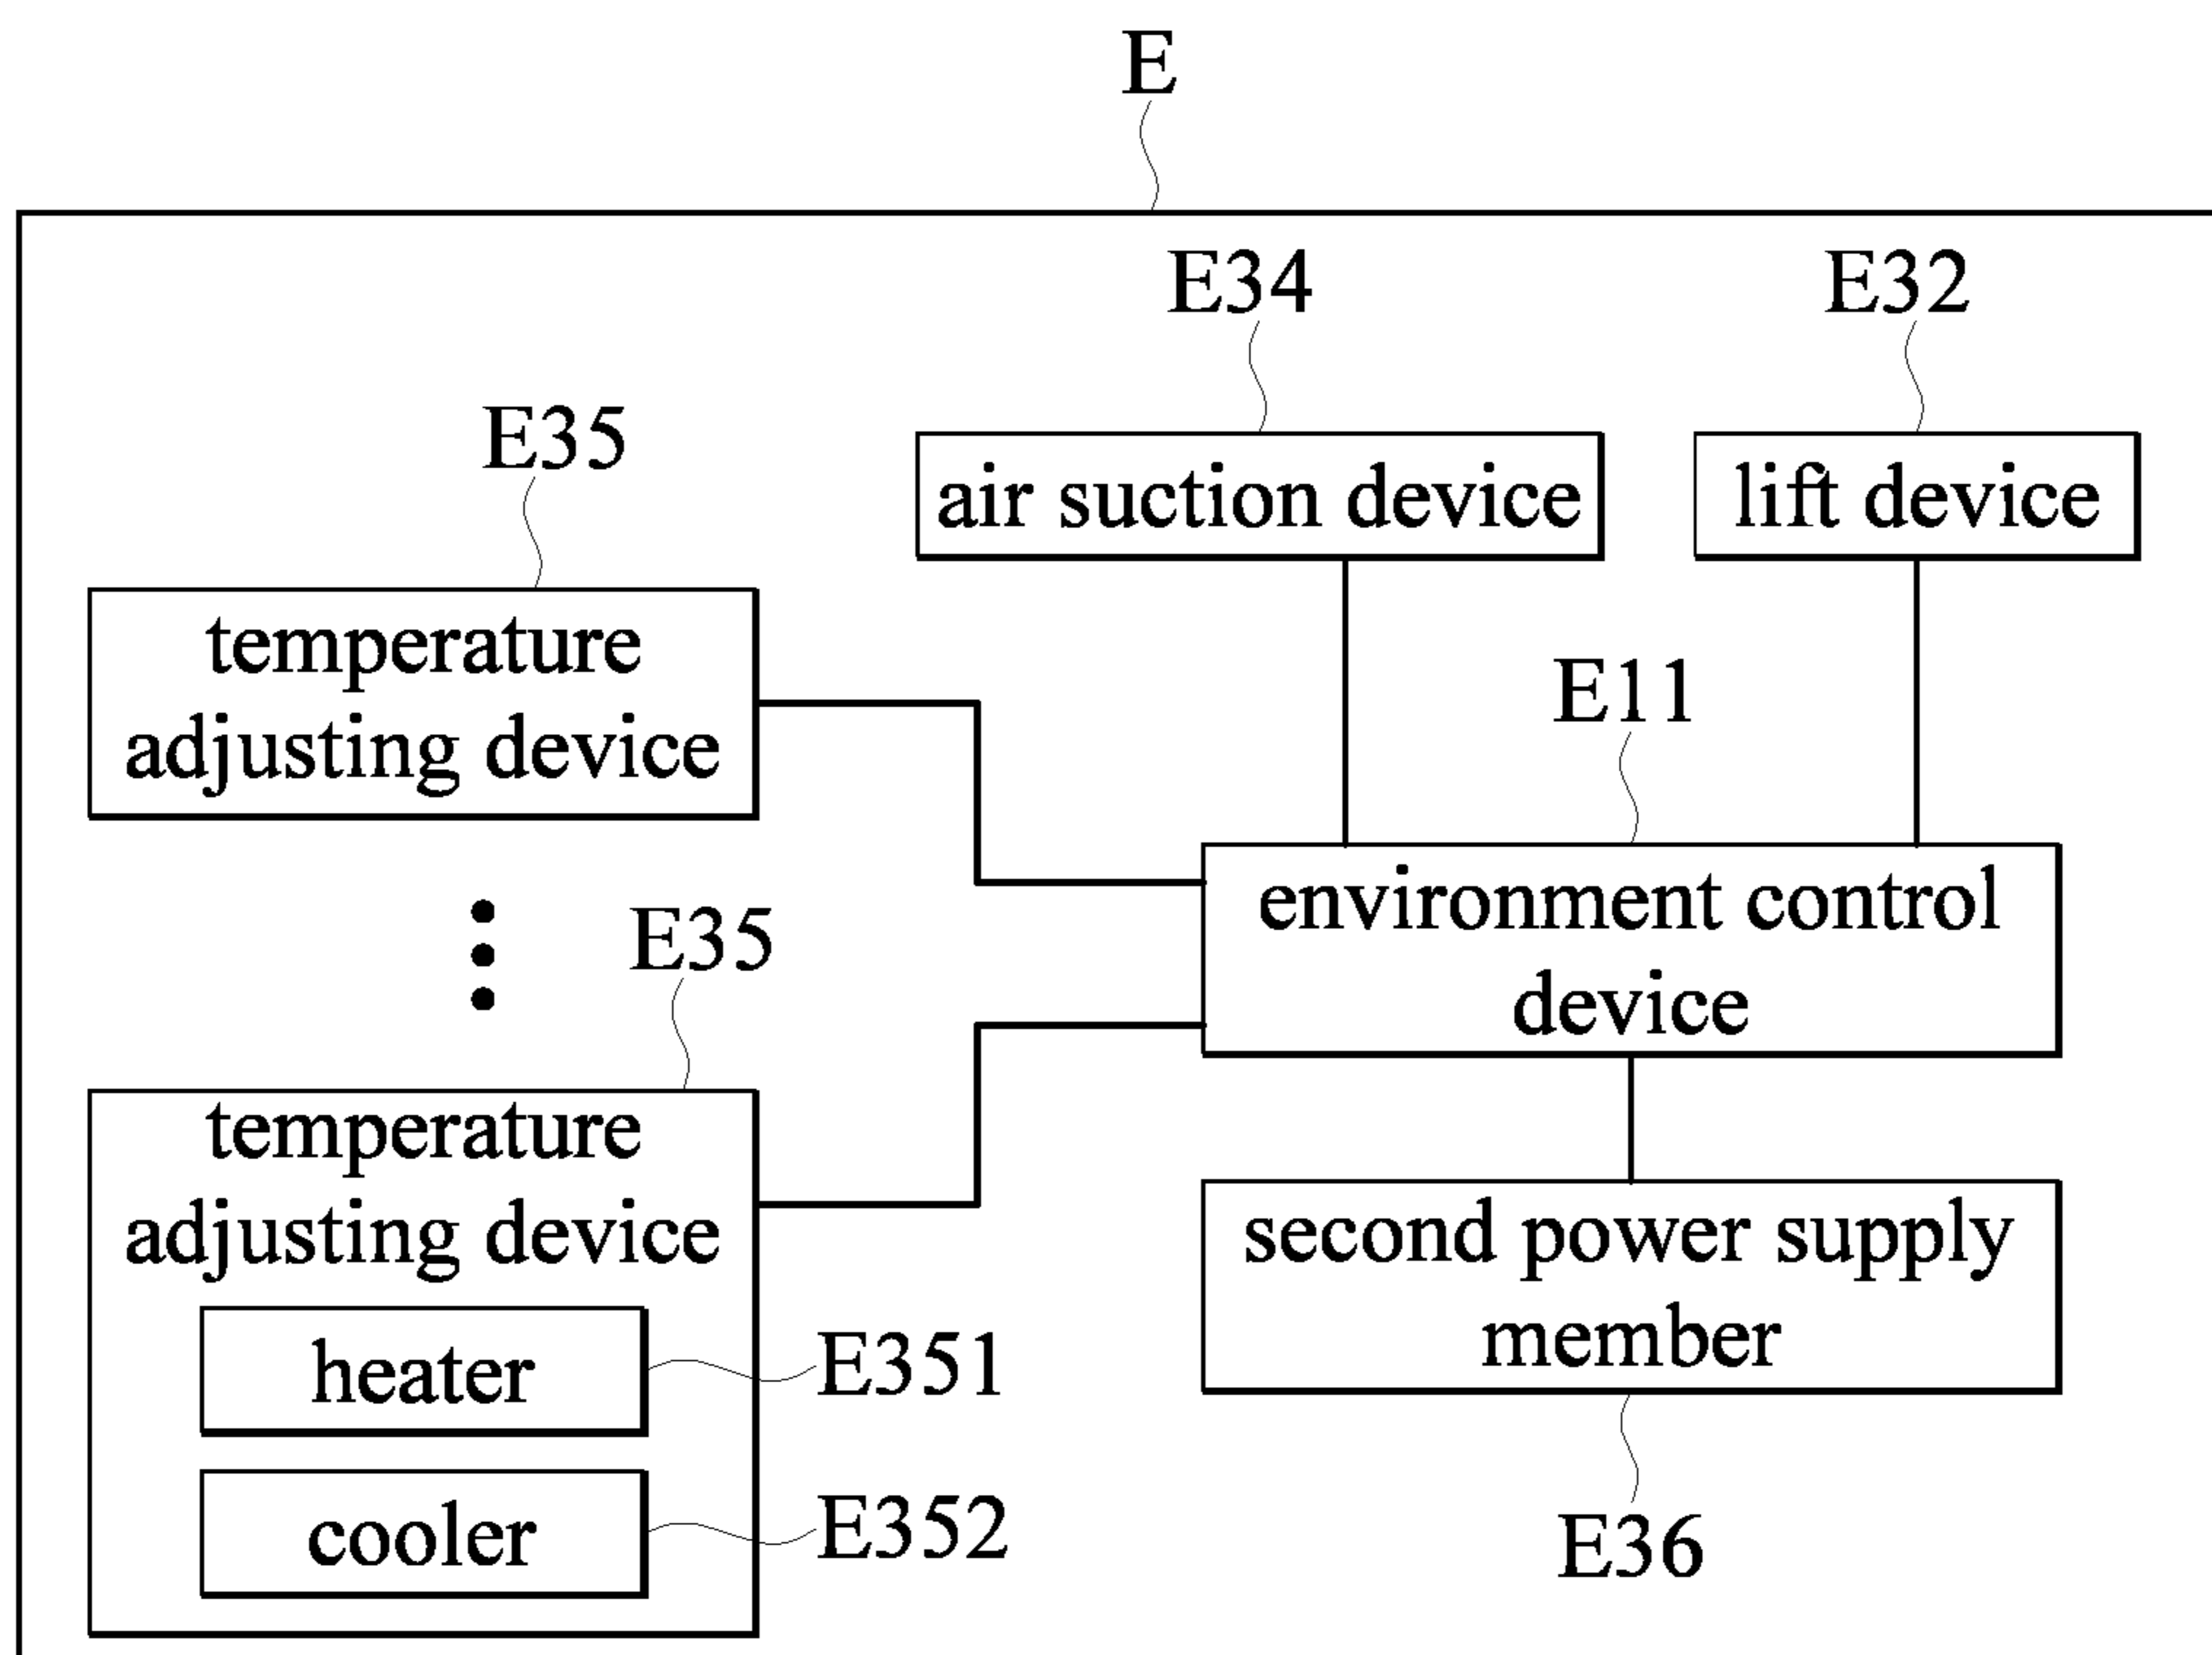 E
E34
E32
E35
air suction device
lift device
temperature
adjusting device
E11
environment control
device
E35
temperature
adjusting device
second power supply
member
heater
E351
cooler
E352
E36